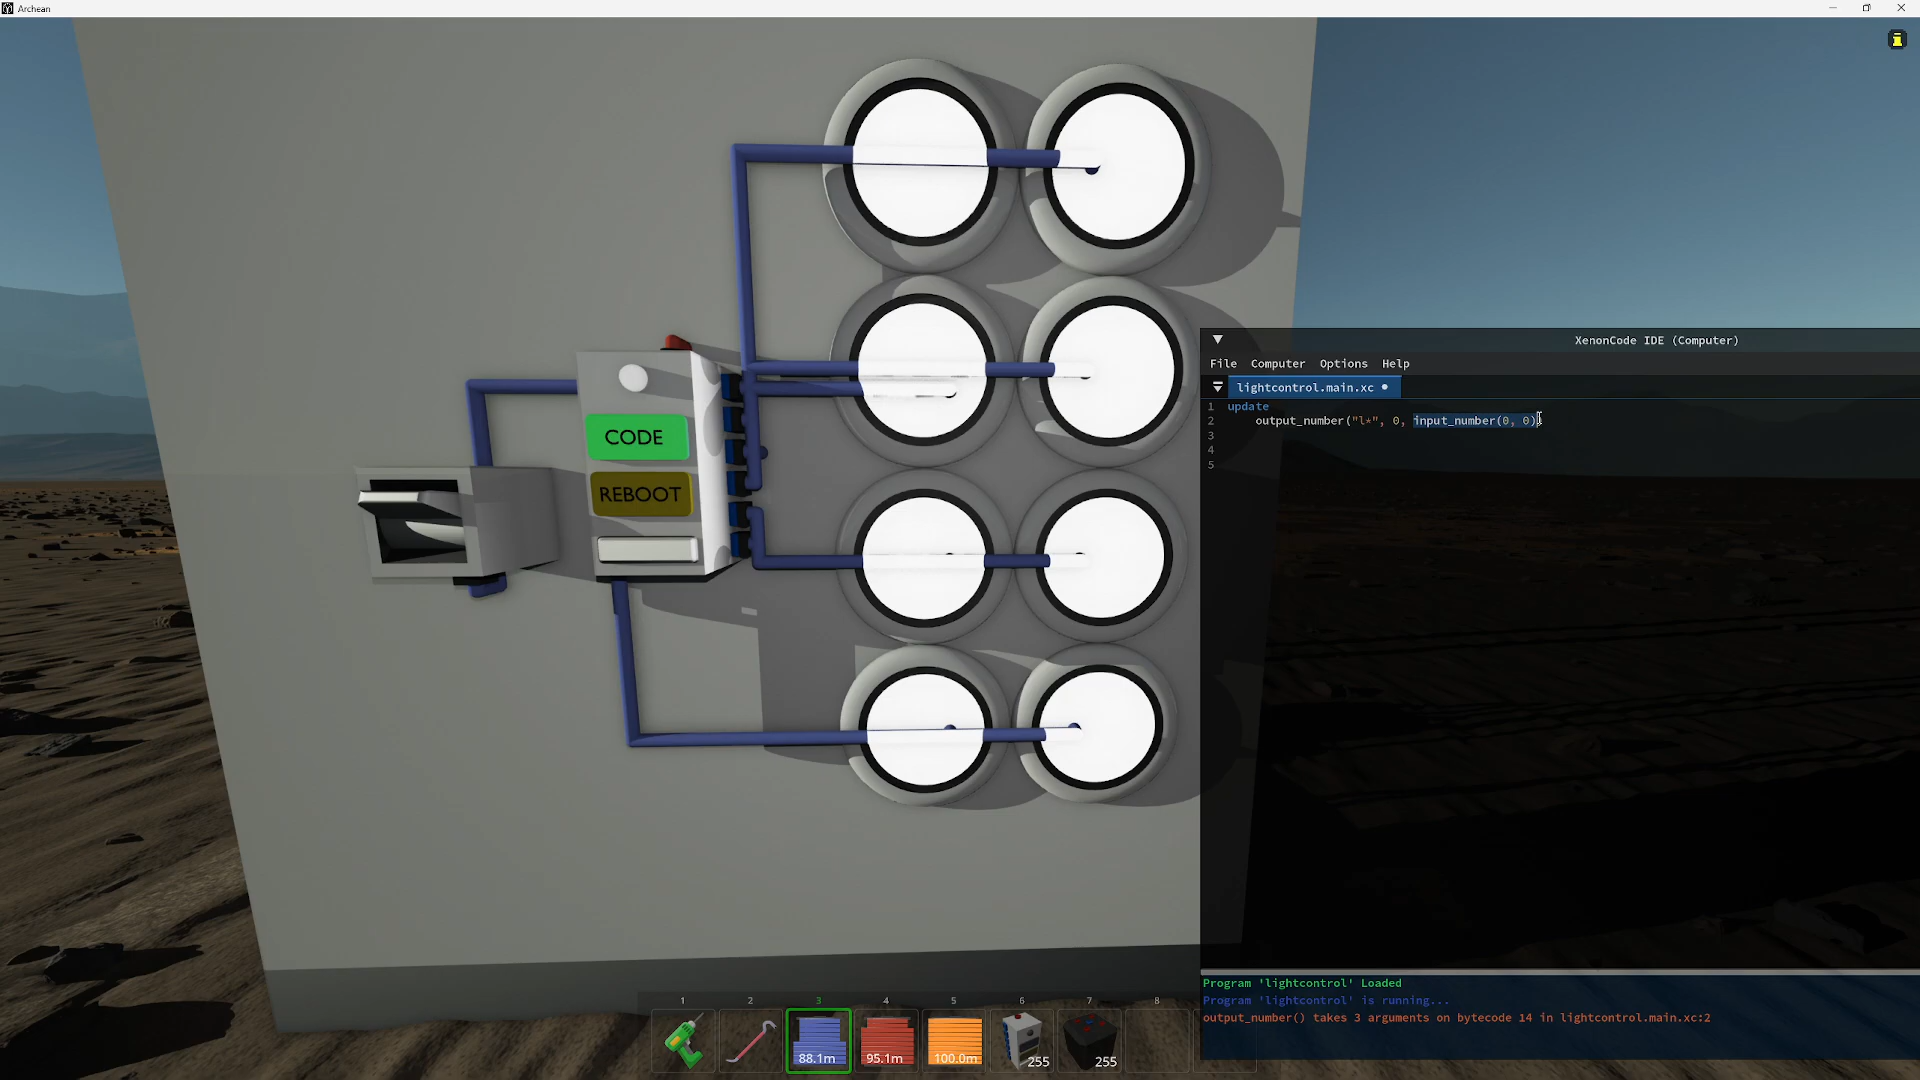 Archean
XenonCode IDE (Computer)
File Computer Options Help
lightcontrol.main.xc
1 update
2 output_number("l*", 0, input_number(0, 0))
3
4
5
CODE
REBOOT
Program 'lightcontrol' Loaded
Program 'lightcontrol' is running...
output_number() takes 3 arguments on bytecode 14 in lightcontrol.main.xc:2
1 2 3 4 5 6 7 8
88.1m 95.1m 100.0m 255 255